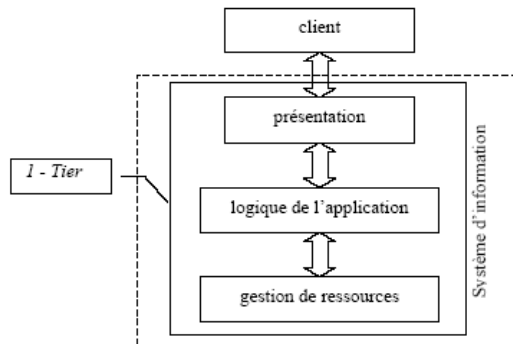 client
présentation
1 - Tier
logique de l'application
gestion de ressources
Système d'information